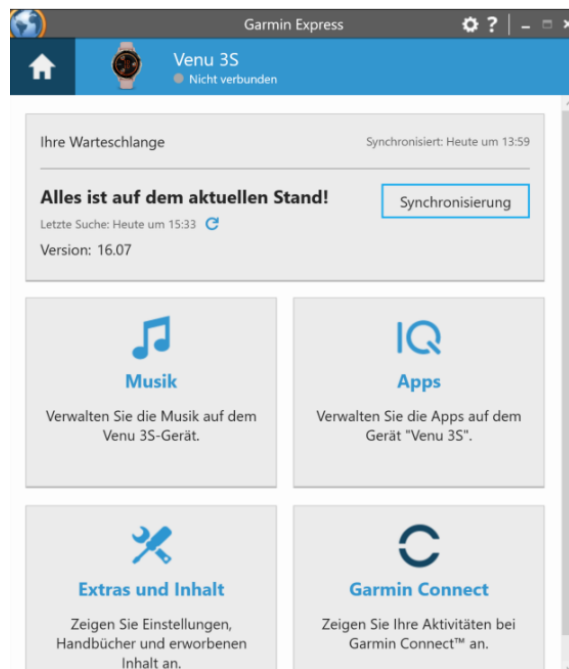 Garmin Express
?
Venu 3S
Nicht verbunden
Ihre Warteschlange
Synchronisiert: Heute um 13:59
Alles ist auf dem aktuellen Stand!
Synchronisierung
Letzte Suche: Heute um 15:33
Version: 16.07
Musik
Verwalten Sie die Musik auf dem
Venu 3S-Gerät.
IQ
Apps
Verwalten Sie die Apps auf dem
Gerät "Venu 3S".
Extras und Inhalt
Zeigen Sie Einstellungen,
Handbücher und erworbenen
Inhalt an.
Garmin Connect
Zeigen Sie Ihre Aktivitäten bei
Garmin Connect™ an.